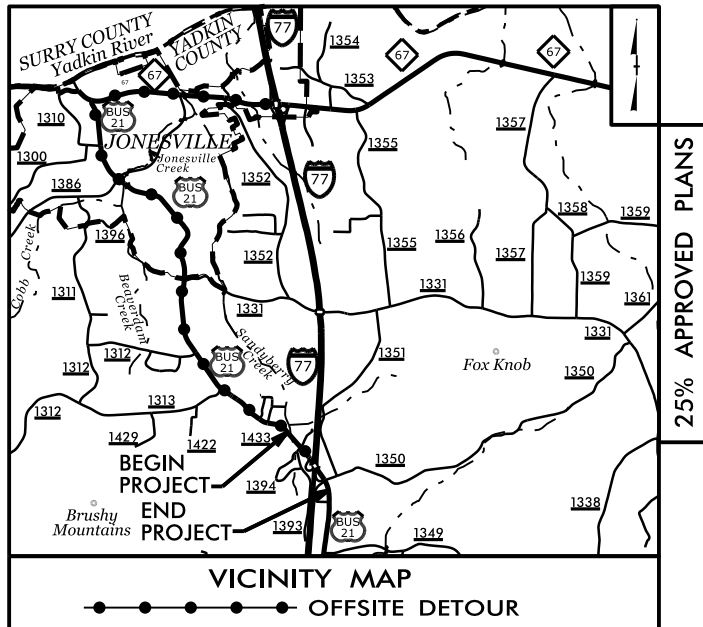 SURRY COUNTY
Yadkin River
YADKIN
COUNTY
67
67
77
1354
67
67
1353
1310
BUS
21
JONESVILLE
Jonesville
Creek
1300
1386
BUS
21
1352
77
1355
1357
1358
1359
Cobb Creek
1396
1352
1355
1356
1357
1311
Beaverdam
Creek
1331
1331
1359
1361
1331
1312
1312
BUS
21
Sanduberry
Creek
77
1351
Fox Knob
1350
1312
1313
1429
1422
1433
1350
BEGIN
PROJECT
1394
END
PROJECT
1338
Brushy
Mountains
1393
BUS
21
1349
VICINITY MAP
OFFSITE DETOUR
25% APPROVED PLANS